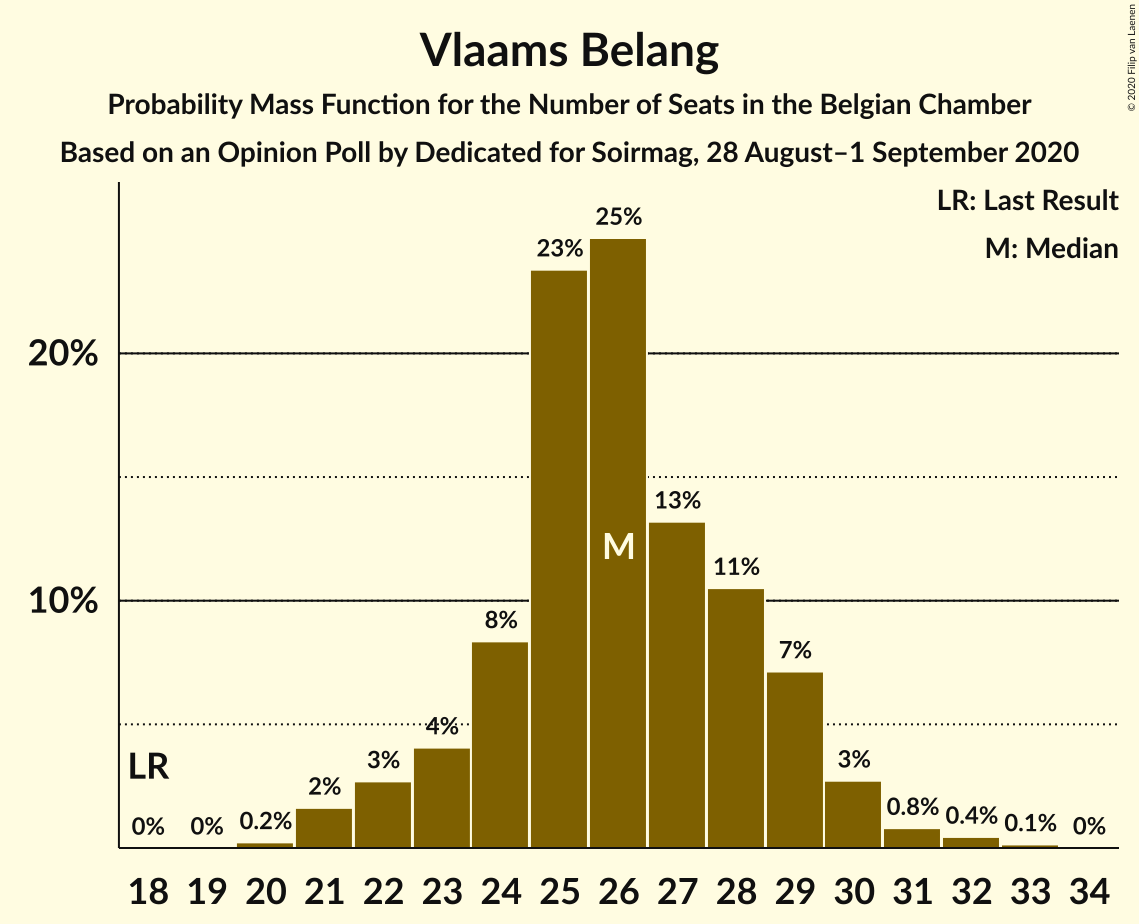 Vlaams Belang
Probability Mass Function for the Number of Seats in the Belgian Chamber
Based on an Opinion Poll by Dedicated for Soirmag, 28 August–1 September 2020
© 2020 Filip van Laenen
LR: Last Result
M: Median
20%
10%
LR
M
0% 0% 0.2% 2% 3% 4% 8% 23% 25% 13% 11% 7% 3% 0.8% 0.4% 0.1% 0%
18 19 20 21 22 23 24 25 26 27 28 29 30 31 32 33 34